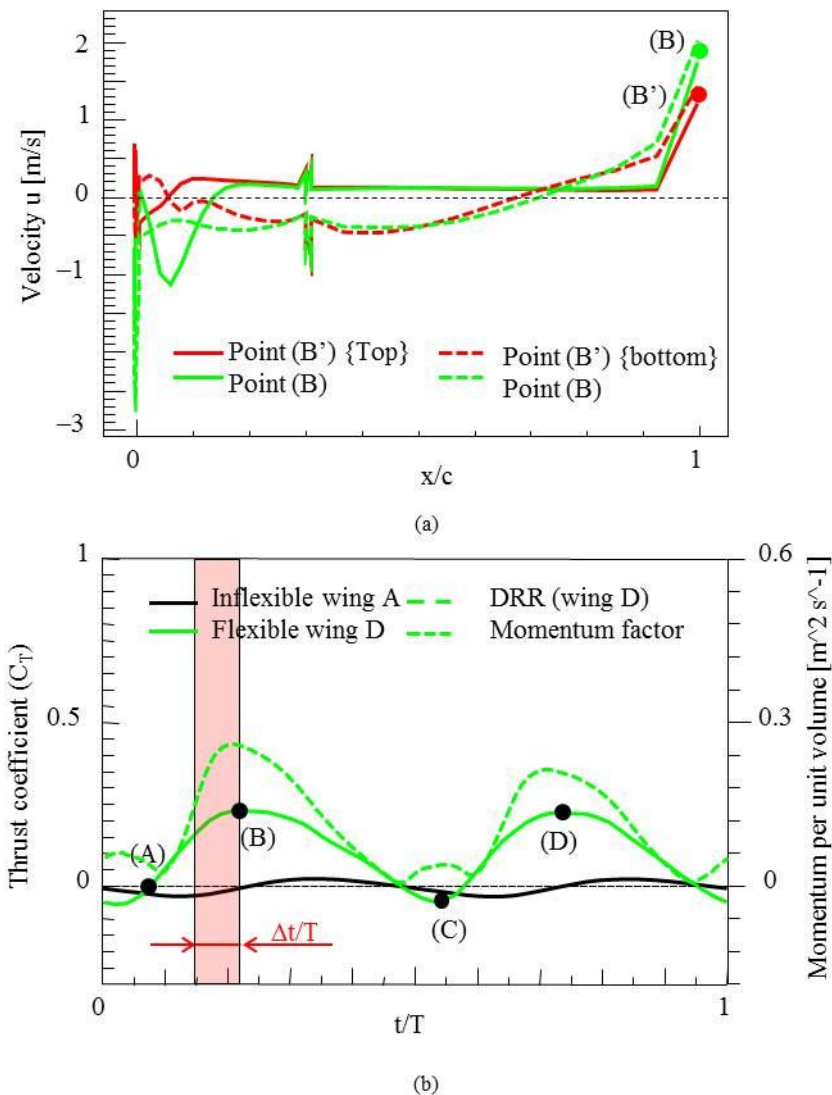 2
1
0
−1
−3
Velocity u [m/s]
(B)
(B’)
Point (B’) {Top}
Point (B)
Point (B’) {bottom}
Point (B)
0
1
x/c
(a)
1
0.5
0
Thrust coefficient (C_T)
0.6
0.3
0
Momentum per unit volume [m^2 s^-1]
Inflexible wing A
Flexible wing D
DRR (wing D)
Momentum factor
(A)
(B)
(C)
(D)
Δt/T
0
1
t/T
(b)